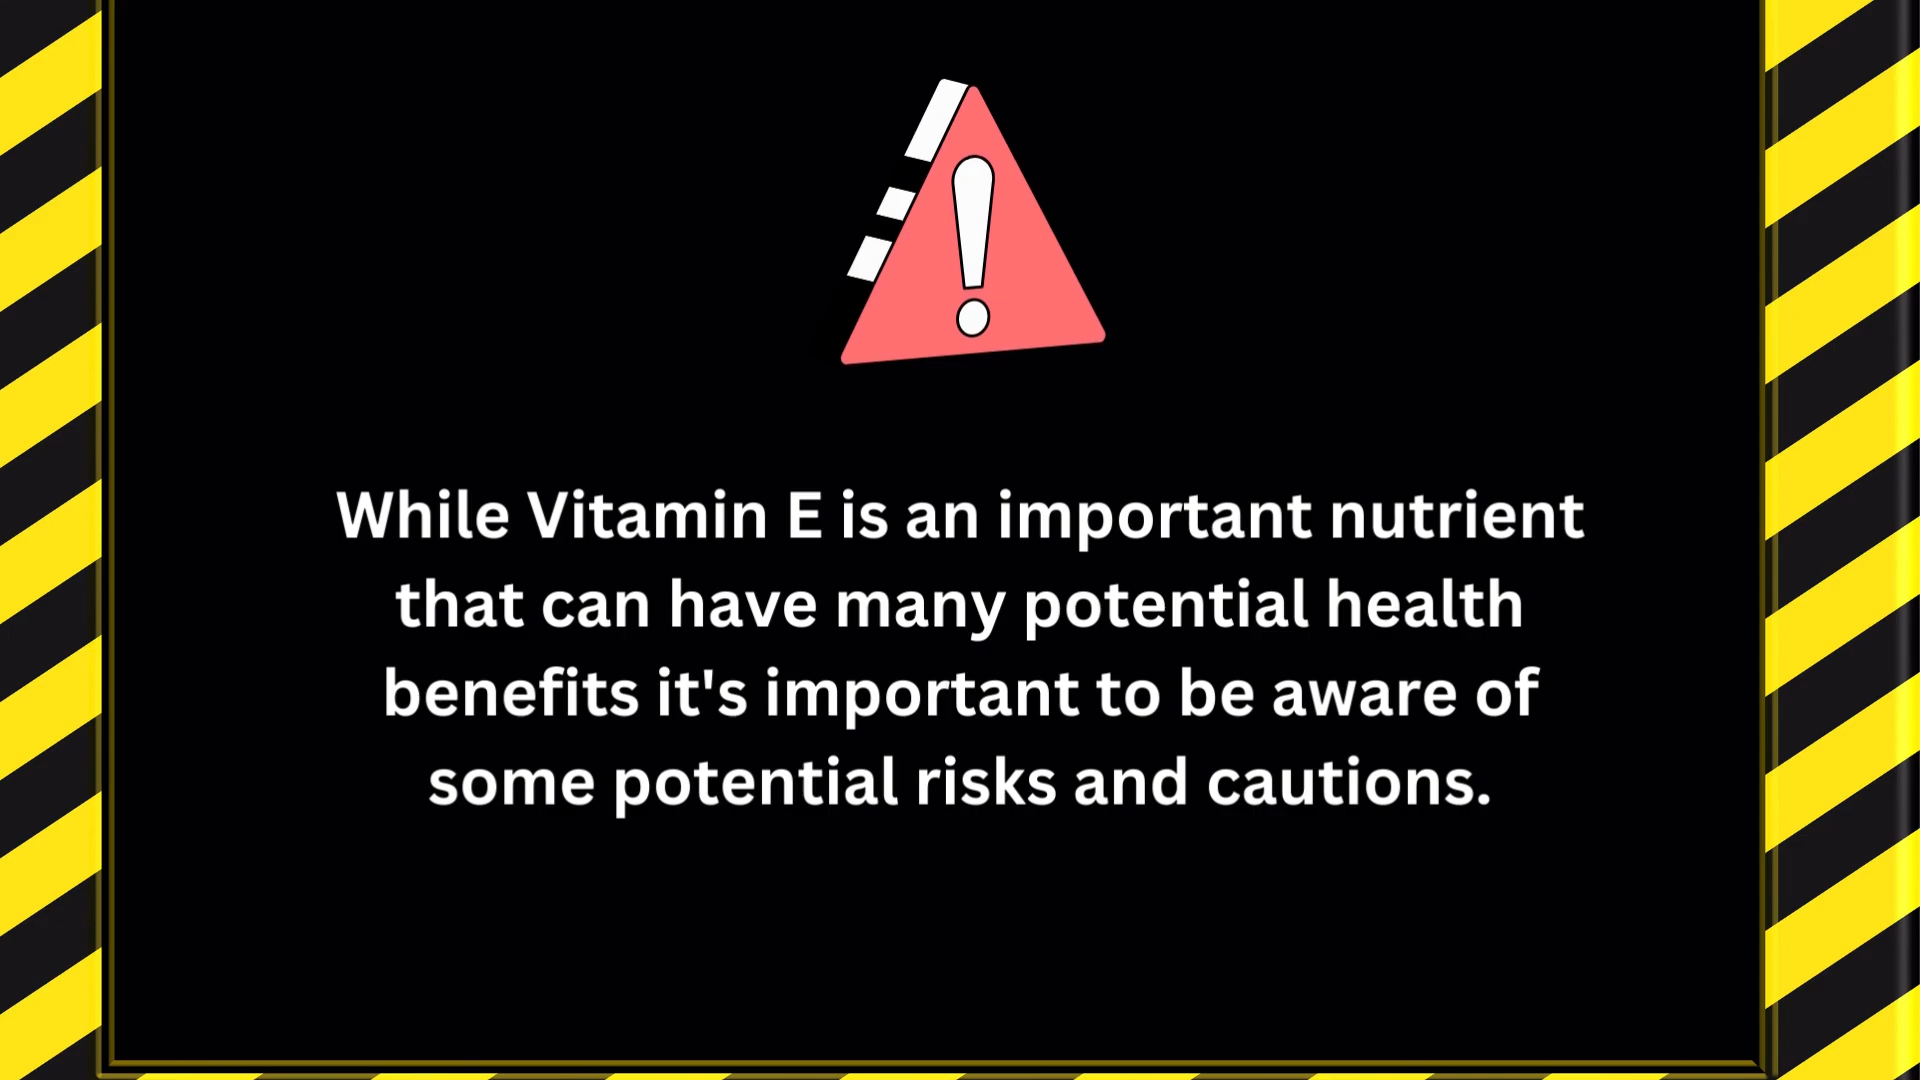 While Vitamin E is an important nutrient
that can have many potential health
benefits it's important to be aware of
some potential risks and cautions.